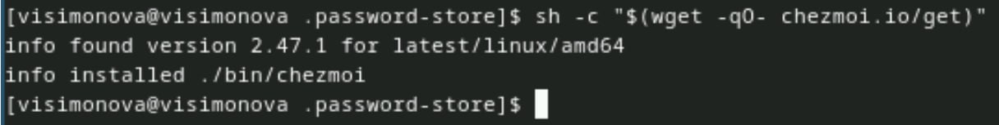 [visimonova@visimonova .password-store]$ sh -c "$(wget -qO- chezmoi.io/get)"
info found version 2.47.1 for latest/linux/amd64
info installed ./bin/chezmoi
[visimonova@visimonova .password-store]$